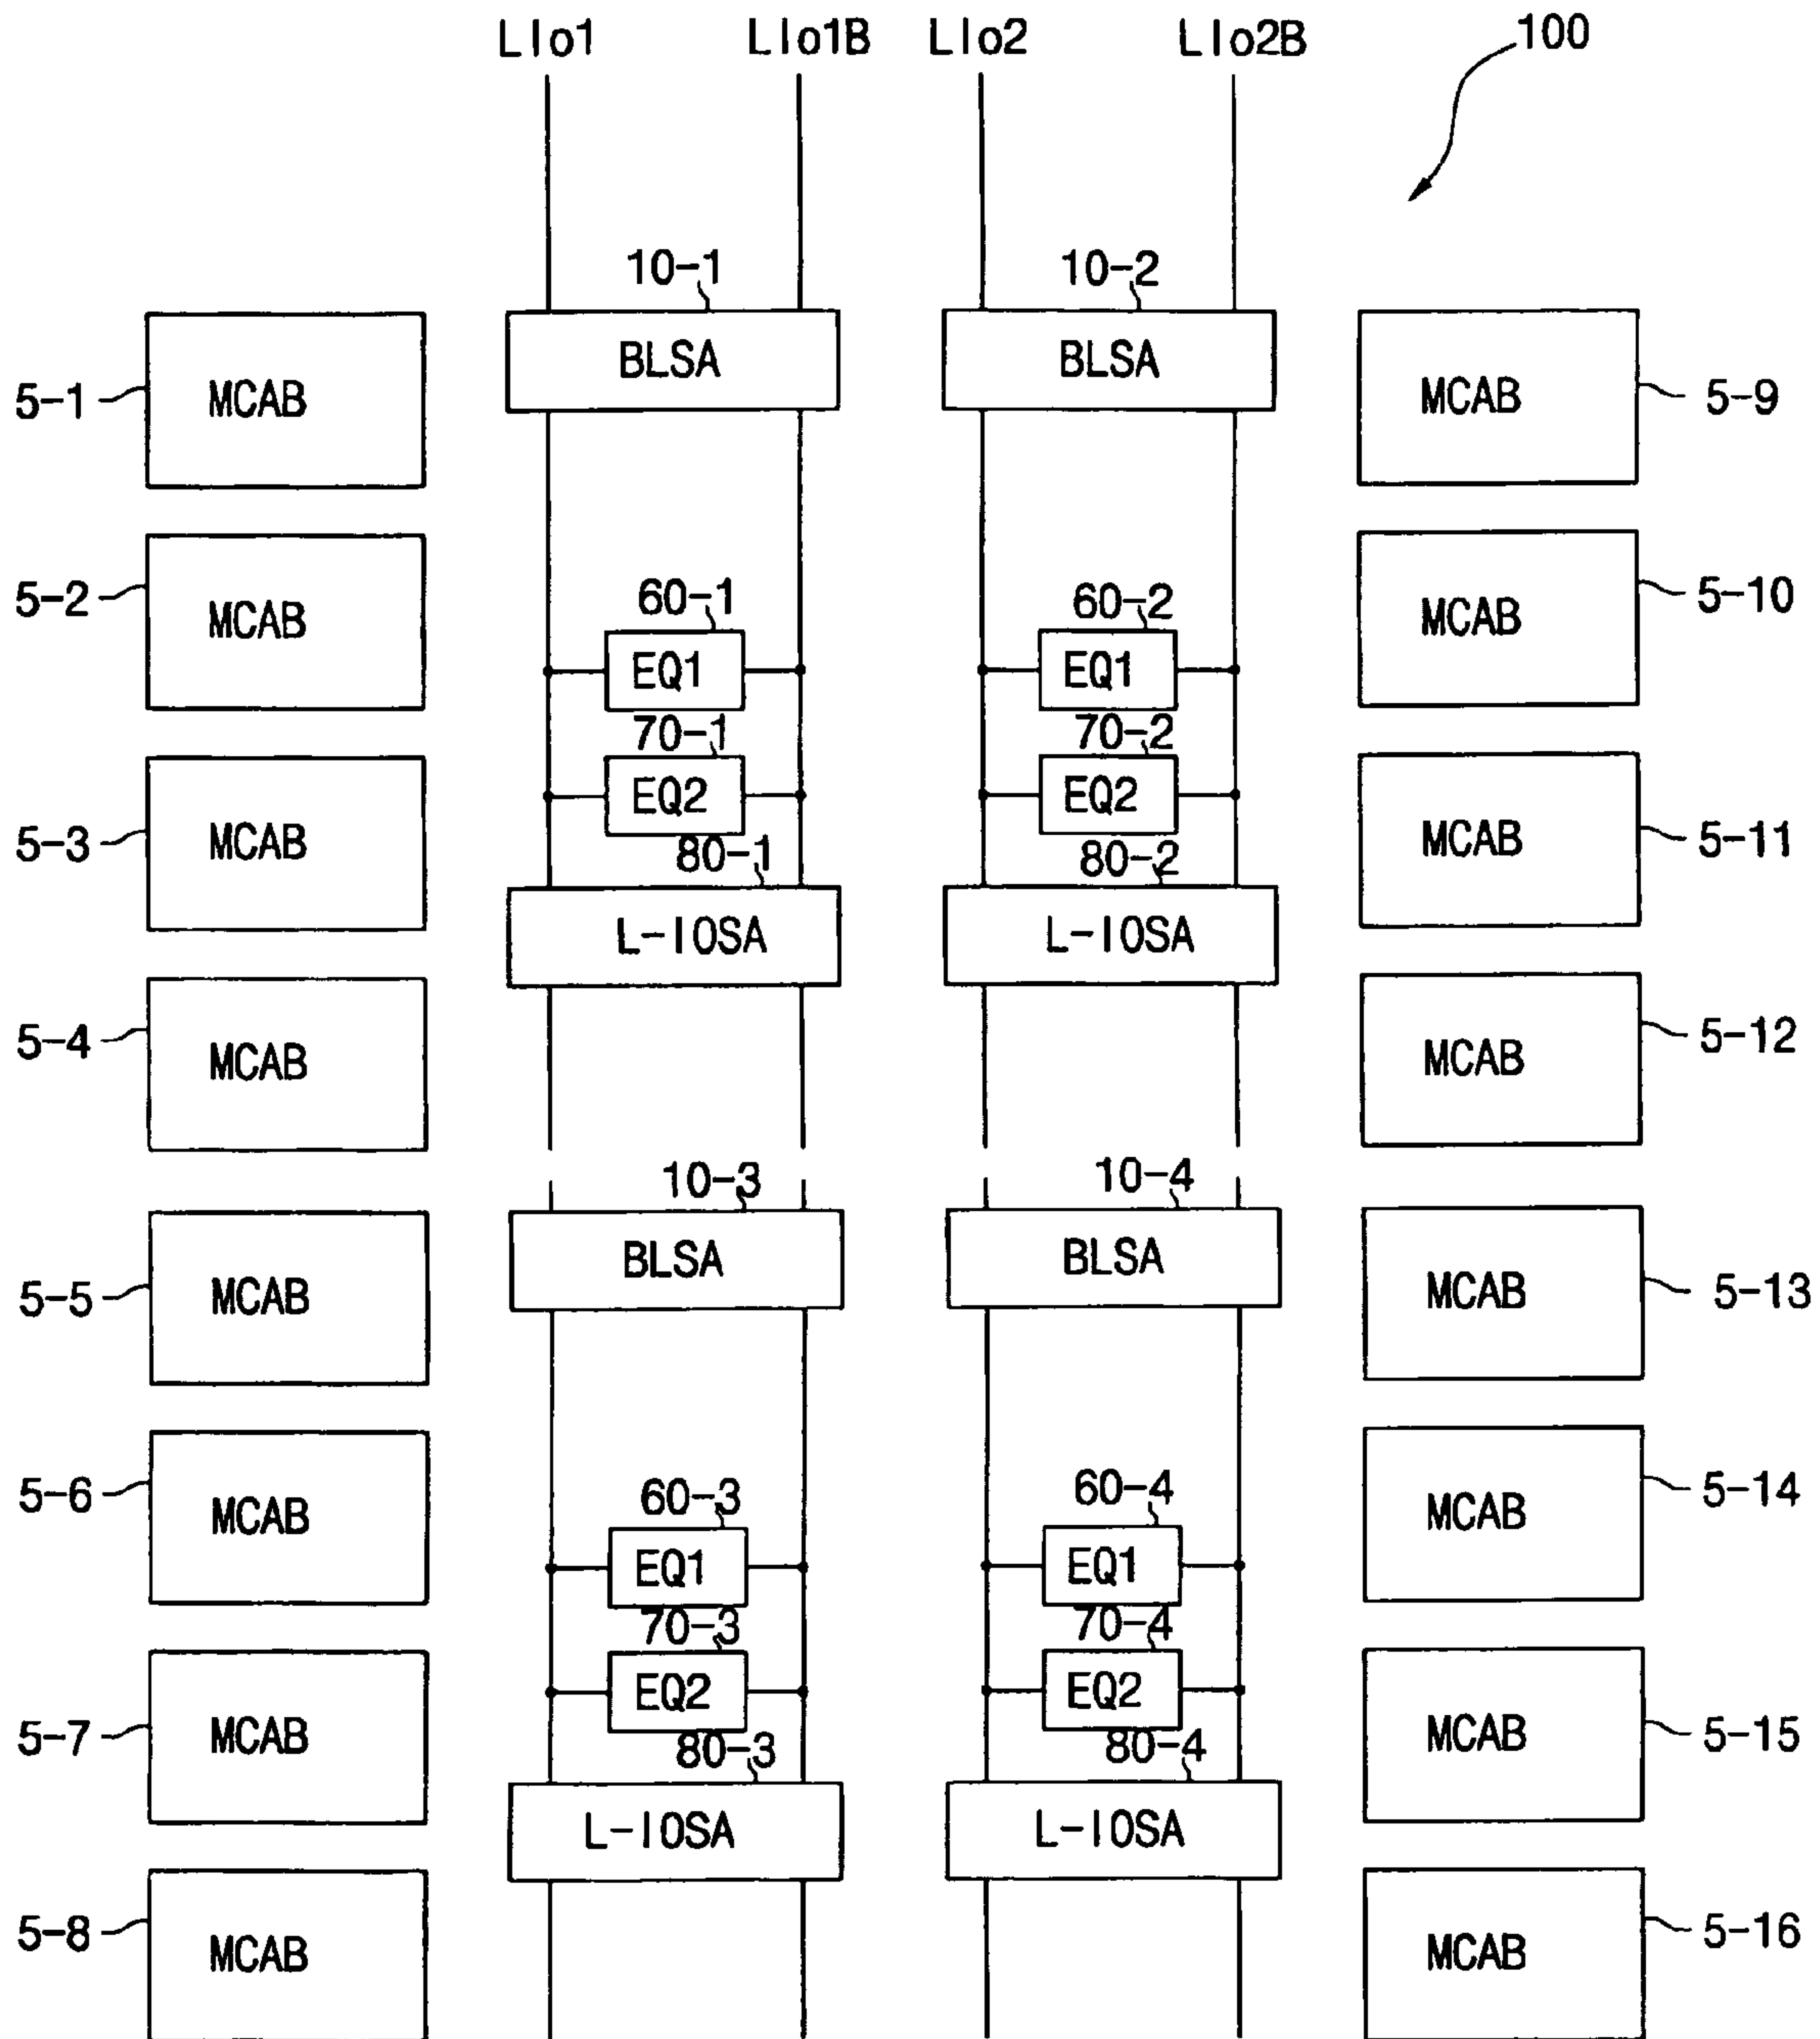 LIo1 LIo1B LIo2 LIo2B 100
10-1 10-2
BLSA BLSA
5-1 MCAB MCAB 5-9
5-2 MCAB MCAB 5-10
60-1 60-2
EQ1 EQ1
70-1 70-2
EQ2 EQ2
5-3 MCAB MCAB 5-11
80-1 80-2
L-IOSA L-IOSA
5-4 MCAB MCAB 5-12
10-3 10-4
BLSA BLSA
5-5 MCAB MCAB 5-13
5-6 MCAB MCAB 5-14
60-3 60-4
EQ1 EQ1
70-3 70-4
EQ2 EQ2
5-7 MCAB MCAB 5-15
80-3 80-4
L-IOSA L-IOSA
5-8 MCAB MCAB 5-16